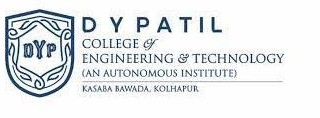 DYP
D Y PATIL
COLLEGE of
ENGINEERING & TECHNOLOGY
(AN AUTONOMOUS INSTITUTE)
KASABA BAWADA, KOLHAPUR